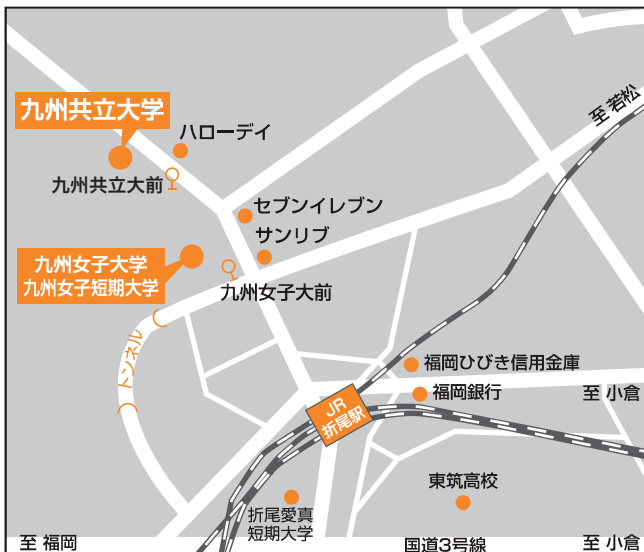 至 若松
九州共立大学
ハローデイ
九州共立大前
セブンイレブン
サンリブ
九州女子大学
九州女子短期大学
九州女子大前
トンネル
福岡ひびき信用金庫
福岡銀行
至 小倉
JR
折尾駅
東筑高校
折尾愛真
短期大学
至 福岡
国道3号線
至 小倉